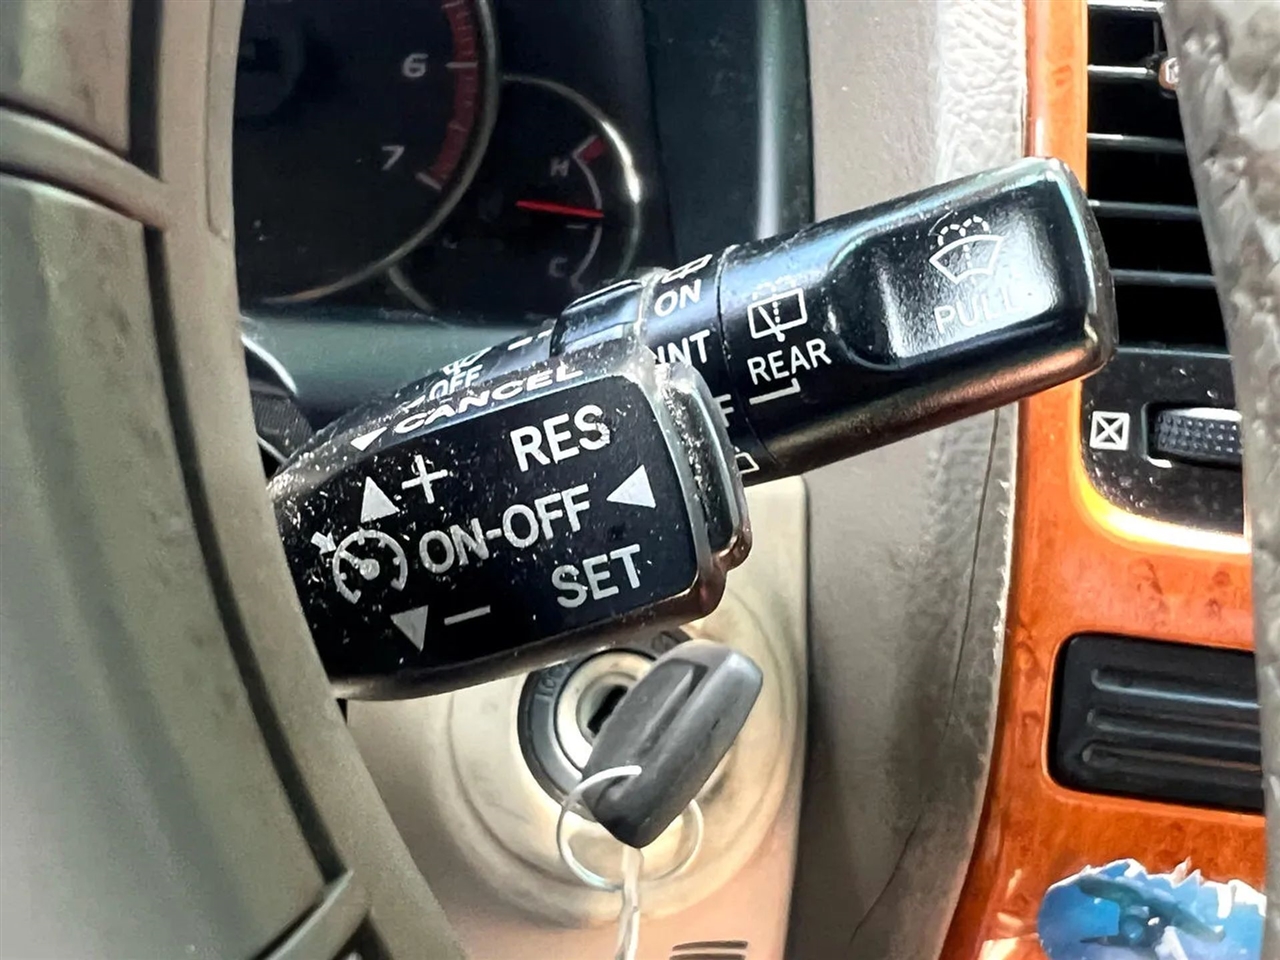 6
7
H
C
ON
INT
REAR
PULL
OFF
CANCEL
+ RES
ON-OFF
- SET